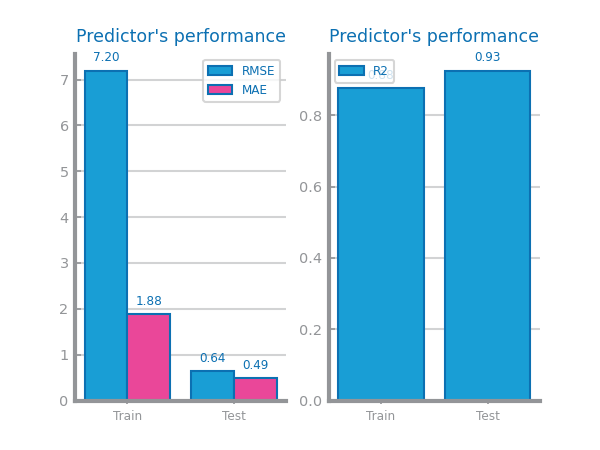 Predictor's performance
7.20
RMSE
MAE
1.88
0.64
0.49
7
6
5
4
3
2
1
0
Train
Test
Predictor's performance
R2
0.88
0.93
0.8
0.6
0.4
0.2
0.0
Train
Test